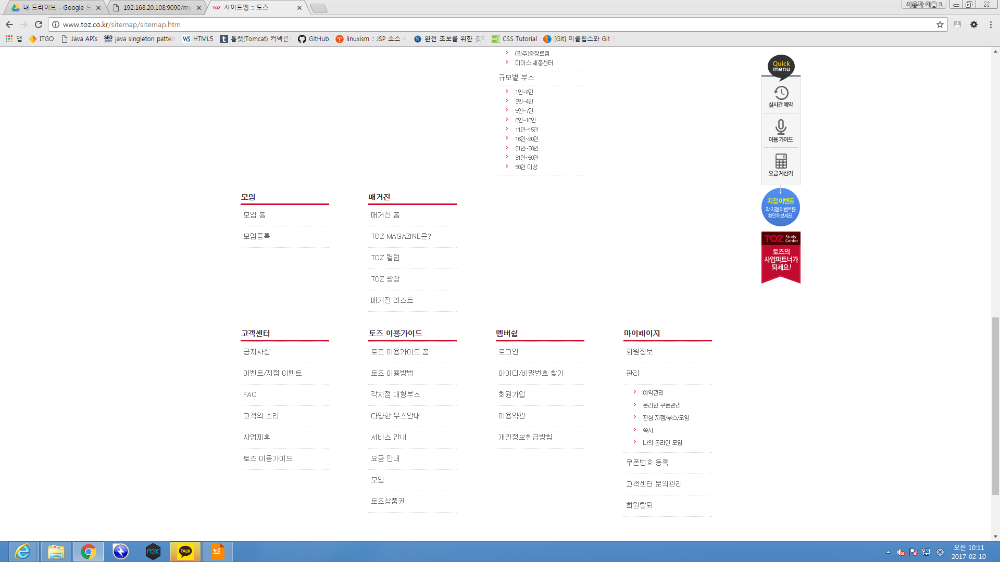 내 드라이브 - Google 드
192.168.20.108:9090/my
TOZ 사이트맵 :: 토즈
사용자 이름 1
www.toz.co.kr/sitemap/sitemap.htm
앱
ITGO
Java APIs
SEO STORY java singleton pattern
W3 HTML5
t 톰캣(Tomcat) 커넥션
GitHub
linuxism :: JSP 소스
N 완전 초보를 위한 깃
W3 CSS Tutorial
[Git] 이클립스와 Git
(광주)충장로점
마이스 세종센터
규모별 부스
1인~2인
3인~4인
5인~7인
8인~10인
11인~15인
16인~20인
21인~30인
31인~50인
50인 이상
Quick
menu
실시간 예약
이용 가이드
요금 계산기
지점 이벤트
각 지점 이벤트를
확인해보세요.
TOZ Study Center
토즈의
사업파트너가
되세요!
모임
모임 홈
모임등록
매거진
매거진 홈
TOZ MAGAZINE은?
TOZ 컬럼
TOZ 광장
매거진 리스트
고객센터
공지사항
이벤트/지점 이벤트
FAQ
고객의 소리
사업제휴
토즈 이용가이드
토즈 이용가이드
토즈 이용가이드 홈
토즈 이용방법
각지점 대형부스
다양한 부스안내
서비스 안내
요금 안내
모임
토즈상품권
멤버쉽
로그인
아이디/비밀번호 찾기
회원가입
이용약관
개인정보취급방침
마이페이지
회원정보
관리
예약관리
온라인 쿠폰관리
관심 지점/부스/모임
쪽지
나의 온라인 모임
쿠폰번호 등록
고객센터 문의관리
회원탈퇴
nox
TALK
오전 10:11
2017-02-10